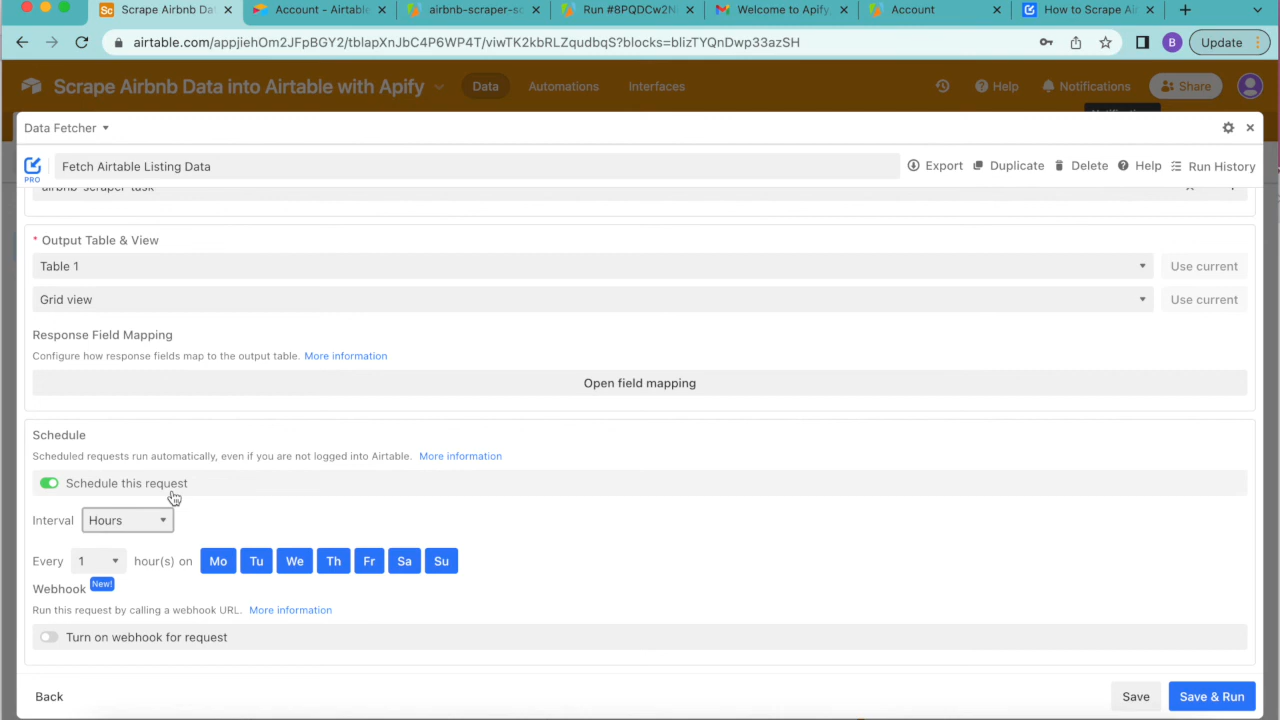 Scrape Airbnb Da
Account - Airtable
airbnb-scraper-sc
Run #8PQDCw2N
Welcome to Apify,
Account
How to Scrape Air
airtable.com/appjiehOm2JFpBGY2/tblapXnJbC4P6WP4T/viwTK2kbRLZqudbqS?blocks=blizTYQnDwp33azSH
B
Update
Scrape Airbnb Data into Airtable with Apify
Data
Automations
Interfaces
Help
Notifications
Share
Data Fetcher
PRO
Fetch Airtable Listing Data
Export
Duplicate
Delete
Help
Run History
airbnb-scraper-task
* Output Table & View
Table 1
Use current
Grid view
Use current
Response Field Mapping
Configure how response fields map to the output table. More information
Open field mapping
Schedule
Scheduled requests run automatically, even if you are not logged into Airtable. More information
Schedule this request
Interval Hours
Every 1 hour(s) on Mo Tu We Th Fr Sa Su
Webhook New!
Run this request by calling a webhook URL. More information
Turn on webhook for request
Back
Save
Save & Run